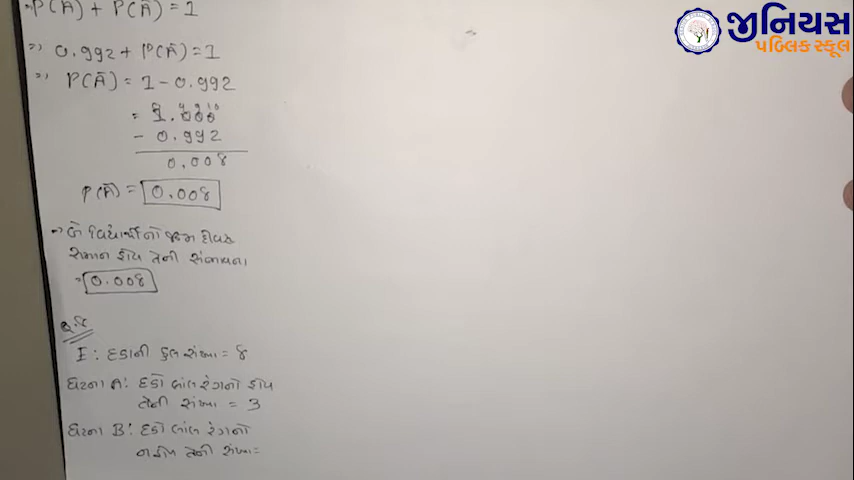 જીનિયસ
પબ્લિક સ્કૂલ
⇒ P(A) + P(Ā) = 1
⇒ 0.992 + P(Ā) = 1
⇒ P(Ā) = 1 - 0.992
= 1.000
- 0.992
0.008
P(Ā) = 0.008
⇒ બે વિદ્યાર્થીનો જન્મ દિવસ
સમાન હોય તેની સંભાવના
= 0.008
પ્ર.૪
I : દડાની કુલ સંખ્યા = 8
ઘટના A : દડો લાલ રંગનો હોય
તેની સંખ્યા = 3
ઘટના B : દડો લાલ રંગનો
ન હોય તેની સંખ્યા =